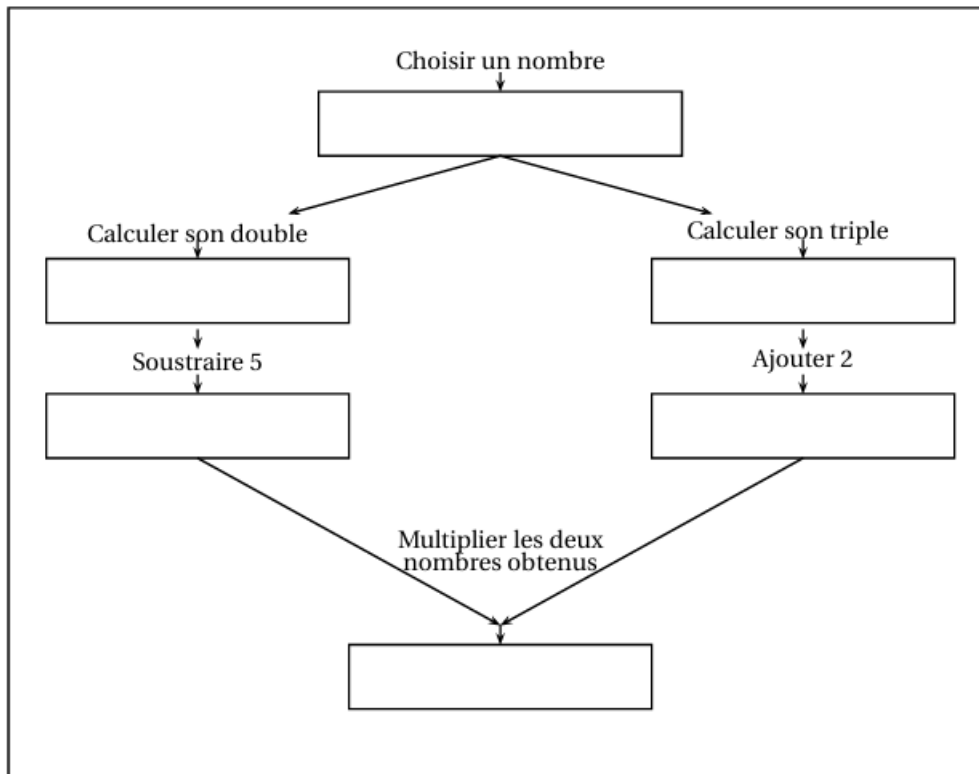 Choisir un nombre
Calculer son double
Calculer son triple
Soustraire 5
Ajouter 2
Multiplier les deux
nombres obtenus